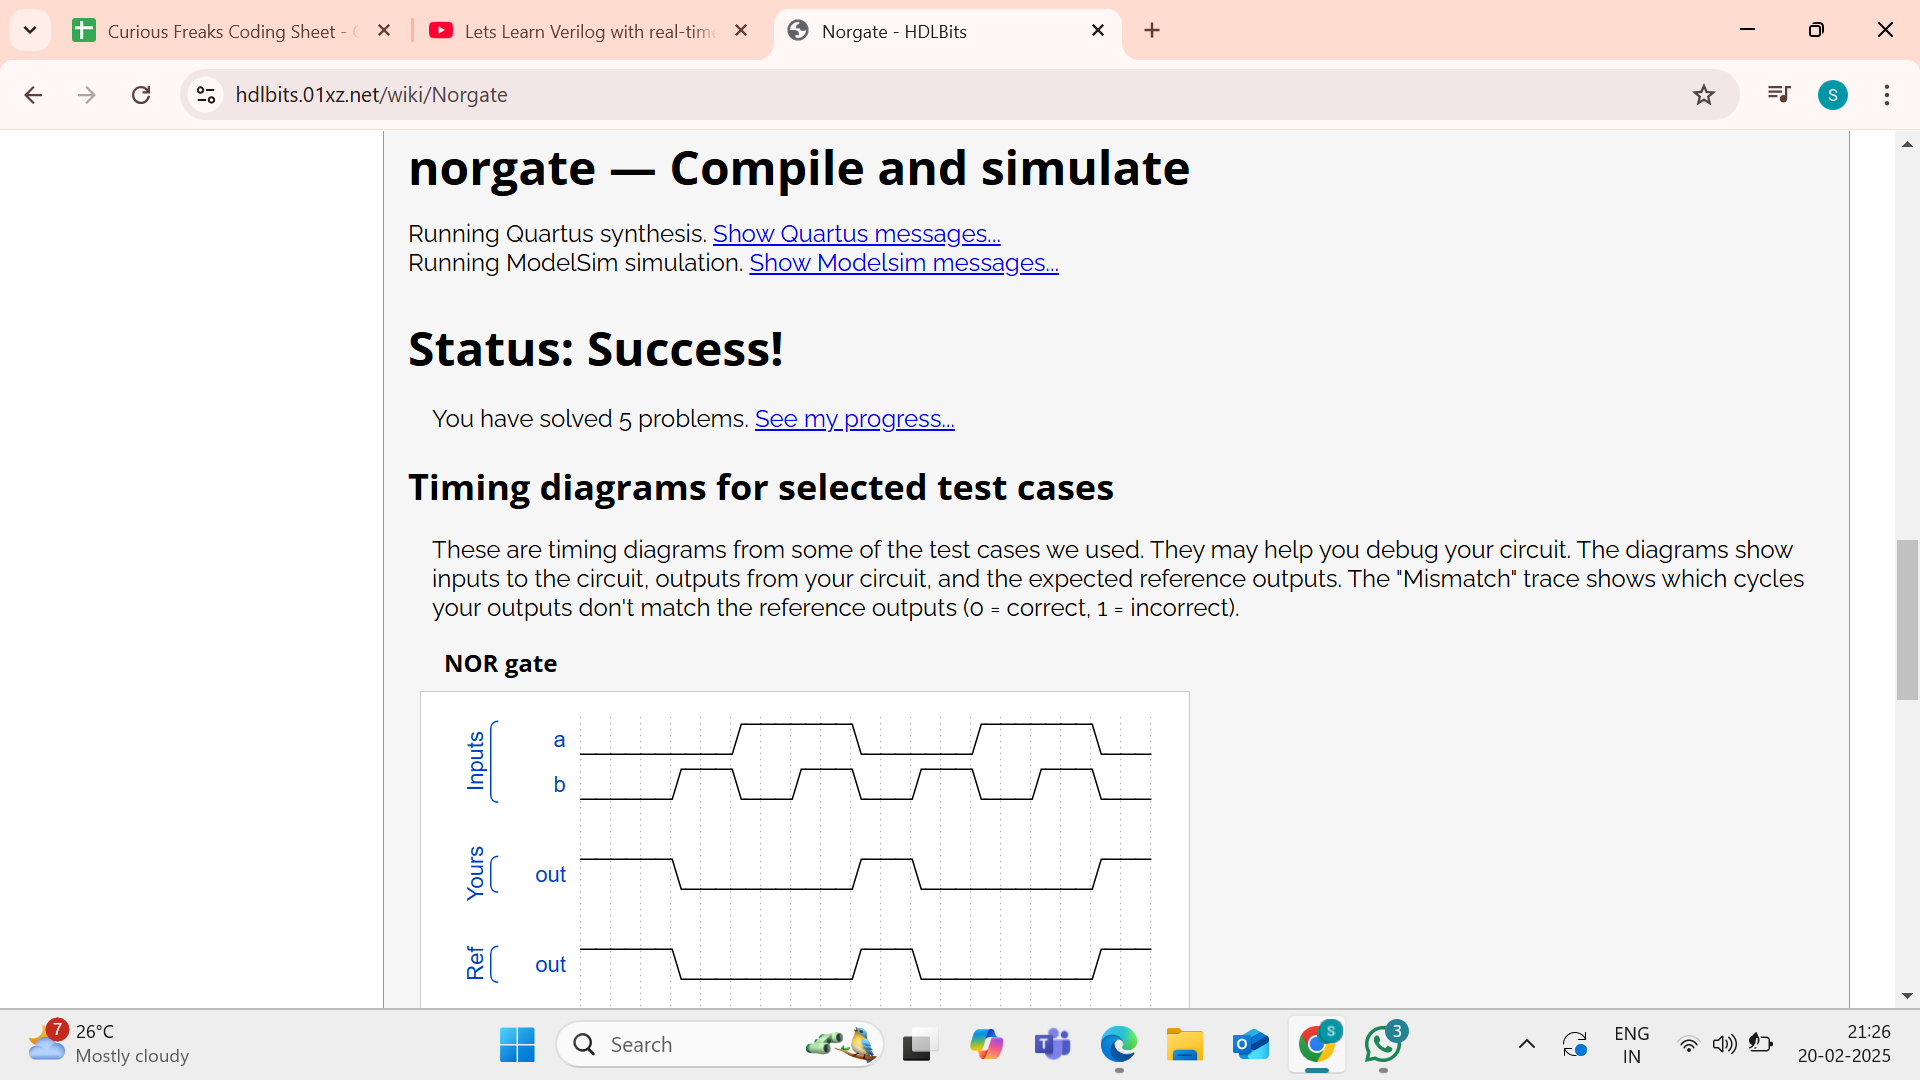 Curious Freaks Coding Sheet -
Lets Learn Verilog with real-time
Norgate - HDLBits
hdlbits.01xz.net/wiki/Norgate
S
norgate — Compile and simulate
Running Quartus synthesis. Show Quartus messages...
Running ModelSim simulation. Show Modelsim messages...
Status: Success!
You have solved 5 problems. See my progress...
Timing diagrams for selected test cases
These are timing diagrams from some of the test cases we used. They may help you debug your circuit. The diagrams show
inputs to the circuit, outputs from your circuit, and the expected reference outputs. The "Mismatch" trace shows which cycles
your outputs don't match the reference outputs (0 = correct, 1 = incorrect).
NOR gate
Inputs
a
b
Yours
out
Ref
out
7
26°C
Mostly cloudy
Search
S
3
ENG
IN
21:26
20-02-2025